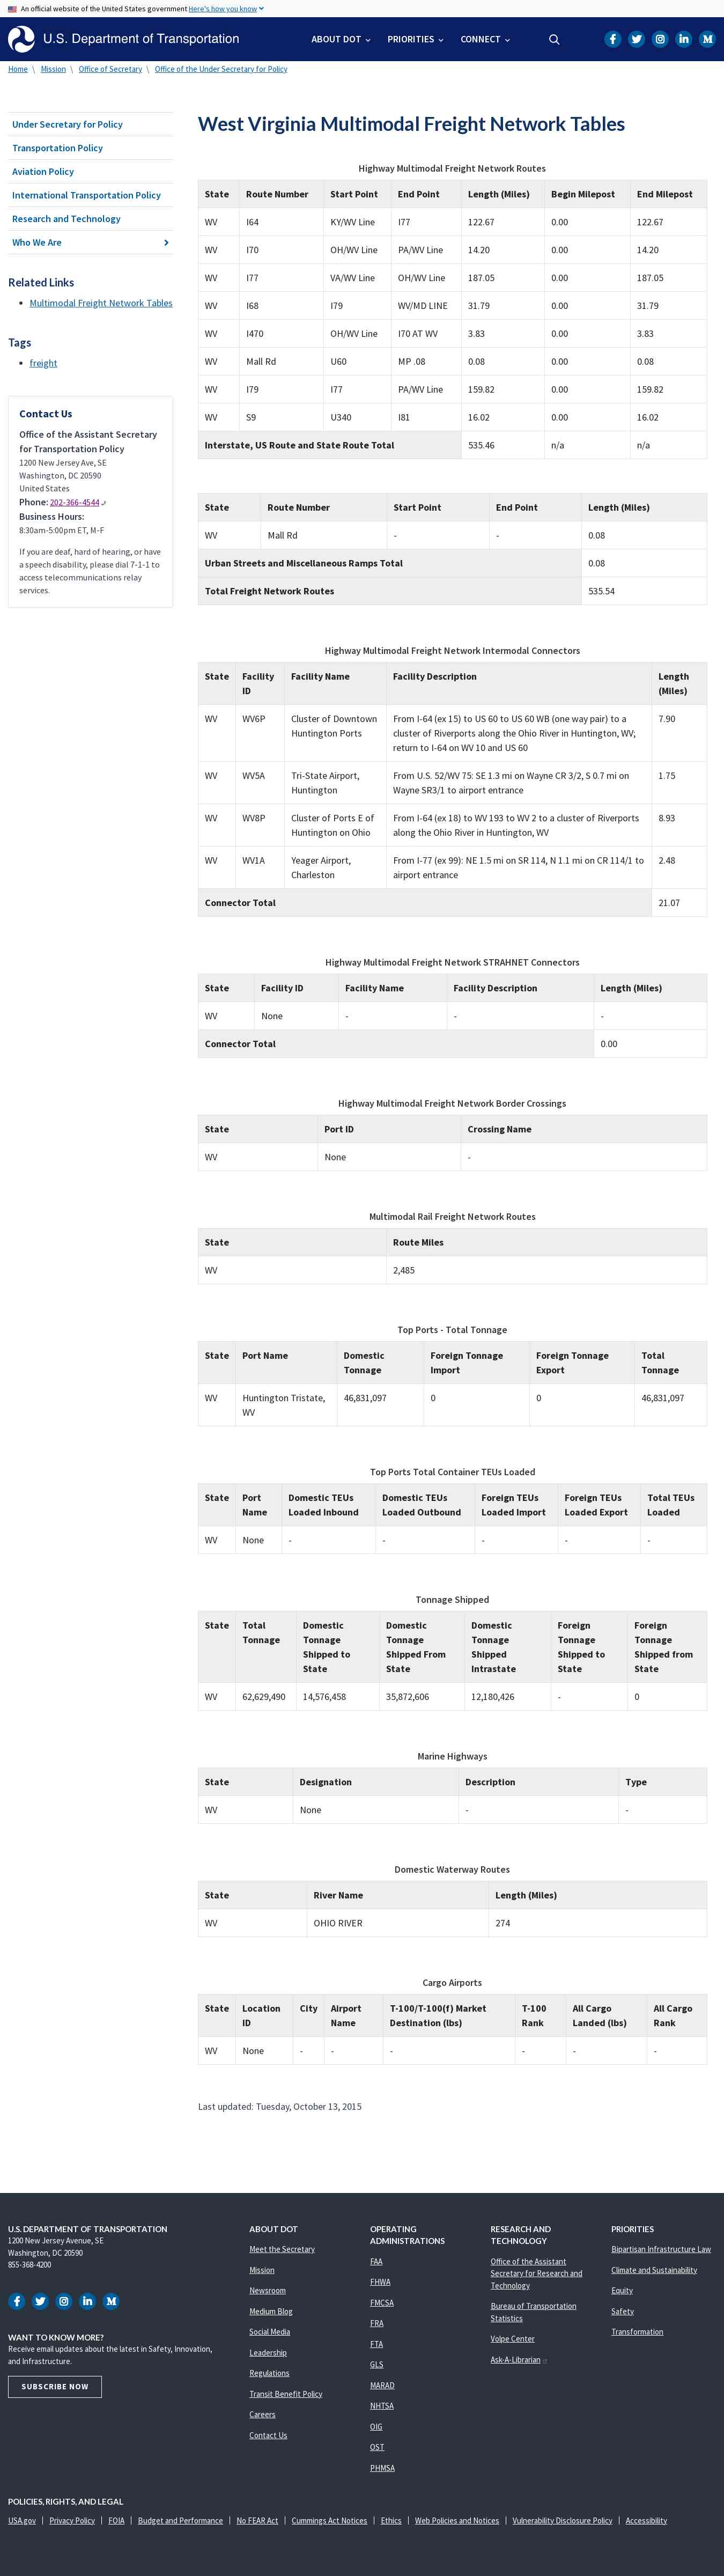 An official website of the United States government Here's how you know
U.S. Department of Transportation
ABOUT DOT PRIORITIES CONNECT
Home \ Mission \ Office of Secretary \ Office of the Under Secretary for Policy
Under Secretary for Policy
Transportation Policy
Aviation Policy
International Transportation Policy
Research and Technology
Who We Are
Related Links
Multimodal Freight Network Tables
Tags
freight
Contact Us
Office of the Assistant Secretary
for Transportation Policy
1200 New Jersey Ave, SE
Washington, DC 20590
United States
Phone: 202-366-4544
Business Hours:
8:30am-5:00pm ET, M-F
If you are deaf, hard of hearing, or have
a speech disability, please dial 7-1-1 to
access telecommunications relay
services.
West Virginia Multimodal Freight Network Tables
Highway Multimodal Freight Network Routes
State Route Number Start Point End Point Length (Miles) Begin Milepost End Milepost
WV I64 KY/WV Line I77 122.67 0.00 122.67
WV I70 OH/WV Line PA/WV Line 14.20 0.00 14.20
WV I77 VA/WV Line OH/WV Line 187.05 0.00 187.05
WV I68 I79 WV/MD LINE 31.79 0.00 31.79
WV I470 OH/WV Line I70 AT WV 3.83 0.00 3.83
WV Mall Rd U60 MP .08 0.08 0.00 0.08
WV I79 I77 PA/WV Line 159.82 0.00 159.82
WV S9 U340 I81 16.02 0.00 16.02
Interstate, US Route and State Route Total 535.46 n/a n/a
State Route Number Start Point End Point Length (Miles)
WV Mall Rd - - 0.08
Urban Streets and Miscellaneous Ramps Total 0.08
Total Freight Network Routes 535.54
Highway Multimodal Freight Network Intermodal Connectors
State Facility ID Facility Name Facility Description Length (Miles)
WV WV6P Cluster of Downtown Huntington Ports From I-64 (ex 15) to US 60 to US 60 WB (one way pair) to a cluster of Riverports along the Ohio River in Huntington, WV; return to I-64 on WV 10 and US 60 7.90
WV WV5A Tri-State Airport, Huntington From U.S. 52/WV 75: SE 1.3 mi on Wayne CR 3/2, S 0.7 mi on Wayne SR3/1 to airport entrance 1.75
WV WV8P Cluster of Ports E of Huntington on Ohio From I-64 (ex 18) to WV 193 to WV 2 to a cluster of Riverports along the Ohio River in Huntington, WV 8.93
WV WV1A Yeager Airport, Charleston From I-77 (ex 99): NE 1.5 mi on SR 114, N 1.1 mi on CR 114/1 to airport entrance 2.48
Connector Total 21.07
Highway Multimodal Freight Network STRAHNET Connectors
State Facility ID Facility Name Facility Description Length (Miles)
WV None - - -
Connector Total 0.00
Highway Multimodal Freight Network Border Crossings
State Port ID Crossing Name
WV None -
Multimodal Rail Freight Network Routes
State Route Miles
WV 2,485
Top Ports - Total Tonnage
State Port Name Domestic Tonnage Foreign Tonnage Import Foreign Tonnage Export Total Tonnage
WV Huntington Tristate, WV 46,831,097 0 0 46,831,097
Top Ports Total Container TEUs Loaded
State Port Name Domestic TEUs Loaded Inbound Domestic TEUs Loaded Outbound Foreign TEUs Loaded Import Foreign TEUs Loaded Export Total TEUs Loaded
WV None - - - - -
Tonnage Shipped
State Total Tonnage Domestic Tonnage Shipped to State Domestic Tonnage Shipped From State Domestic Tonnage Shipped Intrastate Foreign Tonnage Shipped to State Foreign Tonnage Shipped from State
WV 62,629,490 14,576,458 35,872,606 12,180,426 - 0
Marine Highways
State Designation Description Type
WV None - -
Domestic Waterway Routes
State River Name Length (Miles)
WV OHIO RIVER 274
Cargo Airports
State Location ID City Airport Name T-100/T-100(f) Market Destination (lbs) T-100 Rank All Cargo Landed (lbs) All Cargo Rank
WV None - - - - - -
Last updated: Tuesday, October 13, 2015
U.S. DEPARTMENT OF TRANSPORTATION
1200 New Jersey Avenue, SE
Washington, DC 20590
855-368-4200
WANT TO KNOW MORE?
Receive email updates about the latest in Safety, Innovation,
and Infrastructure.
SUBSCRIBE NOW
ABOUT DOT
Meet the Secretary
Mission
Newsroom
Medium Blog
Social Media
Leadership
Regulations
Transit Benefit Policy
Careers
Contact Us
OPERATING
ADMINISTRATIONS
FAA
FHWA
FMCSA
FRA
FTA
GLS
MARAD
NHTSA
OIG
OST
PHMSA
RESEARCH AND
TECHNOLOGY
Office of the Assistant
Secretary for Research and
Technology
Bureau of Transportation
Statistics
Volpe Center
Ask-A-Librarian
PRIORITIES
Bipartisan Infrastructure Law
Climate and Sustainability
Equity
Safety
Transformation
POLICIES, RIGHTS, AND LEGAL
USA.gov | Privacy Policy | FOIA | Budget and Performance | No FEAR Act | Cummings Act Notices | Ethics | Web Policies and Notices | Vulnerability Disclosure Policy | Accessibility